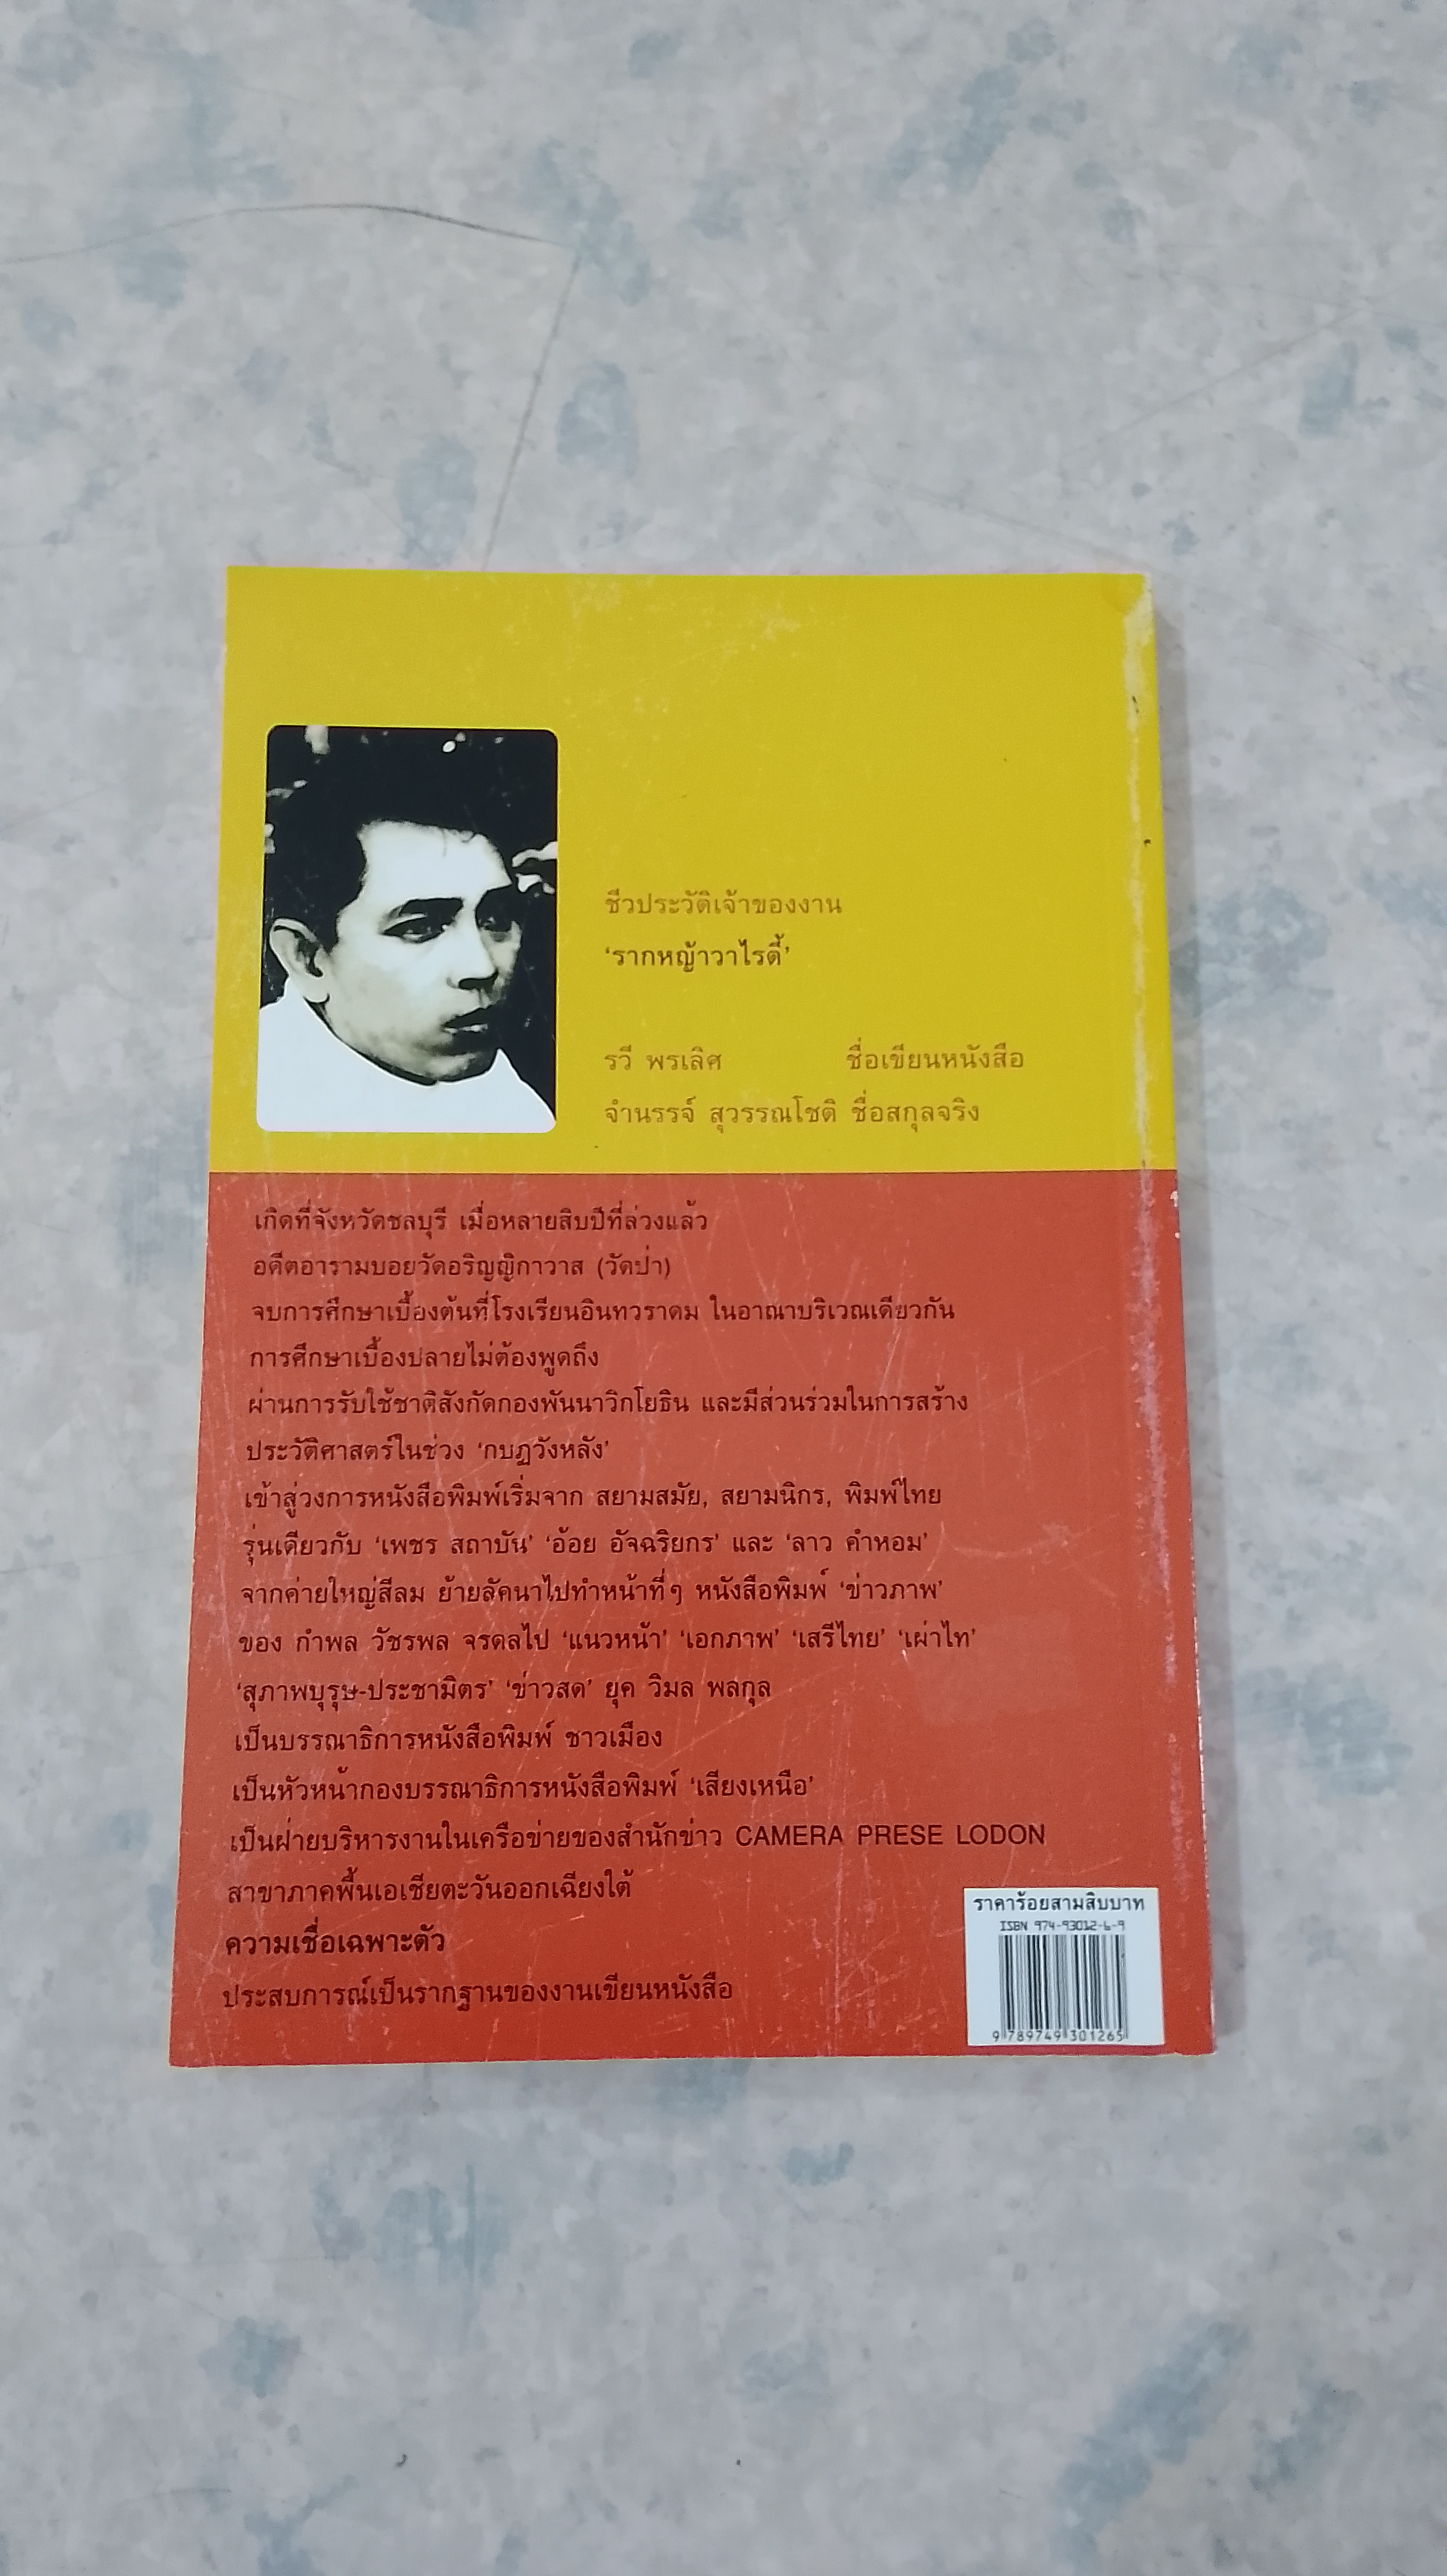 ชีวประวัติเจ้าของงาน
‘รากหญ้าวาไรตี้’
รวี พรเลิศ ชื่อเขียนหนังสือ
จำนรรจ์ สุวรรณโชติ ชื่อสกุลจริง
เกิดที่จังหวัดชลบุรี เมื่อหลายสิบปีที่ล่วงแล้ว
อดีตอารามบอยวัดอริญญิกาวาส (วัดป่า)
จบการศึกษาเบื้องต้นที่โรงเรียนอินทวราตม ในอาณาบริเวณเดียวกัน
การศึกษาเบื้องปลายไม่ต้องพูดถึง
ผ่านการรับใช้ชาติสังกัดกองพันนาวิกโยธิน และมีส่วนร่วมในการสร้าง
ประวัติศาสตร์ในช่วง ‘กบฏวังหลัง’
เข้าสู่วงการหนังสือพิมพ์เริ่มจาก สยามสมัย, สยามนิกร, พิมพ์ไทย
รุ่นเดียวกับ ‘เพชร สถาบัน’ ‘อ้อย อัจฉริยกร’ และ ‘ลาว คำหอม’
จากค่ายใหญ่สีลม ย้ายลัคนาไปทำหน้าที่ๆ หนังสือพิมพ์ ‘ข่าวภาพ’
ของ กำพล วัชรพล จรดลไป ‘แนวหน้า’ ‘เอกภาพ’ ‘เสรีไทย’ ‘เผ่าไท’
‘สุภาพบุรุษ-ประชามิตร’ ‘ข่าวสด’ ยุค วิมล พลกุล
เป็นบรรณาธิการหนังสือพิมพ์ ชาวเมือง
เป็นหัวหน้ากองบรรณาธิการหนังสือพิมพ์ ‘เสียงเหนือ’
เป็นฝ่ายบริหารงานในเครือข่ายของสำนักข่าว CAMERA PRESE LODON
สาขาภาคพื้นเอเชียตะวันออกเฉียงใต้
ความเชื่อเฉพาะตัว
ประสบการณ์เป็นรากฐานของงานเขียนหนังสือ
ราคาร้อยสามสิบบาท
ISBN 974-93012-6-9
9 789749 301265